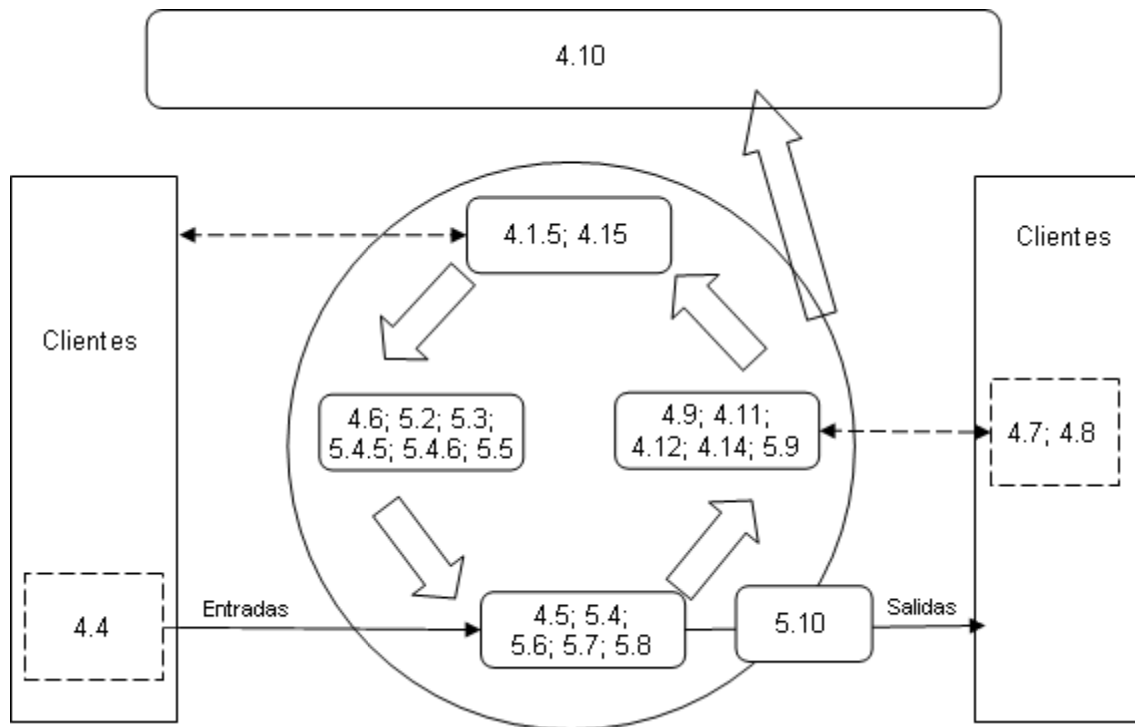 4.10
4.1.5; 4.15
Clientes
Clientes
4.6; 5.2; 5.3;
5.4.5; 5.4.6; 5.5
4.9; 4.11;
4.12; 4.14; 5.9
4.7; 4.8
4.4
Entradas
4.5; 5.4;
5.6; 5.7; 5.8
5.10
Salidas